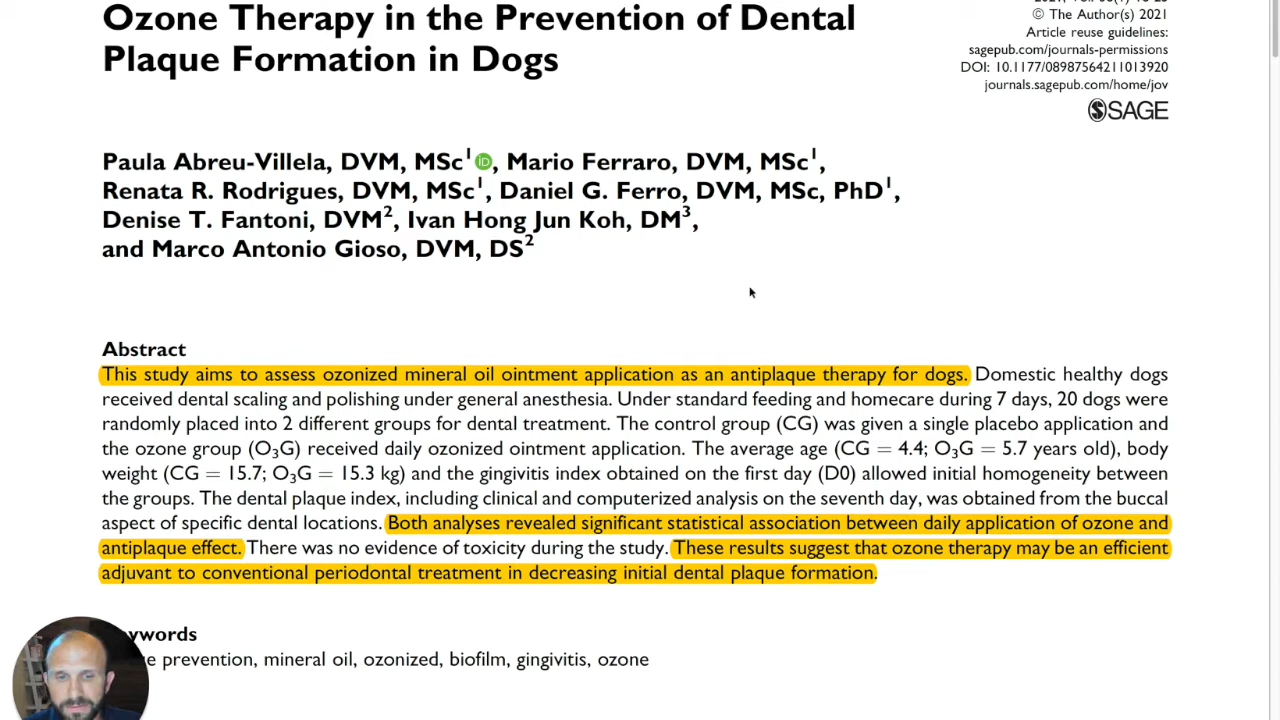 Ozone Therapy in the Prevention of Dental
Plaque Formation in Dogs
© The Author(s) 2021
Article reuse guidelines:
sagepub.com/journals-permissions
DOI: 10.1177/08987564211013920
journals.sagepub.com/home/jov
SAGE
Paula Abreu-Villela, DVM, MSc¹ iD, Mario Ferraro, DVM, MSc¹,
Renata R. Rodrigues, DVM, MSc¹, Daniel G. Ferro, DVM, MSc, PhD¹,
Denise T. Fantoni, DVM², Ivan Hong Jun Koh, DM³,
and Marco Antonio Gioso, DVM, DS²
Abstract
This study aims to assess ozonized mineral oil ointment application as an antiplaque therapy for dogs. Domestic healthy dogs
received dental scaling and polishing under general anesthesia. Under standard feeding and homecare during 7 days, 20 dogs were
randomly placed into 2 different groups for dental treatment. The control group (CG) was given a single placebo application and
the ozone group (O₃G) received daily ozonized ointment application. The average age (CG = 4.4; O₃G = 5.7 years old), body
weight (CG = 15.7; O₃G = 15.3 kg) and the gingivitis index obtained on the first day (D0) allowed initial homogeneity between
the groups. The dental plaque index, including clinical and computerized analysis on the seventh day, was obtained from the buccal
aspect of specific dental locations. Both analyses revealed significant statistical association between daily application of ozone and
antiplaque effect. There was no evidence of toxicity during the study. These results suggest that ozone therapy may be an efficient
adjuvant to conventional periodontal treatment in decreasing initial dental plaque formation.
ywords
prevention, mineral oil, ozonized, biofilm, gingivitis, ozone